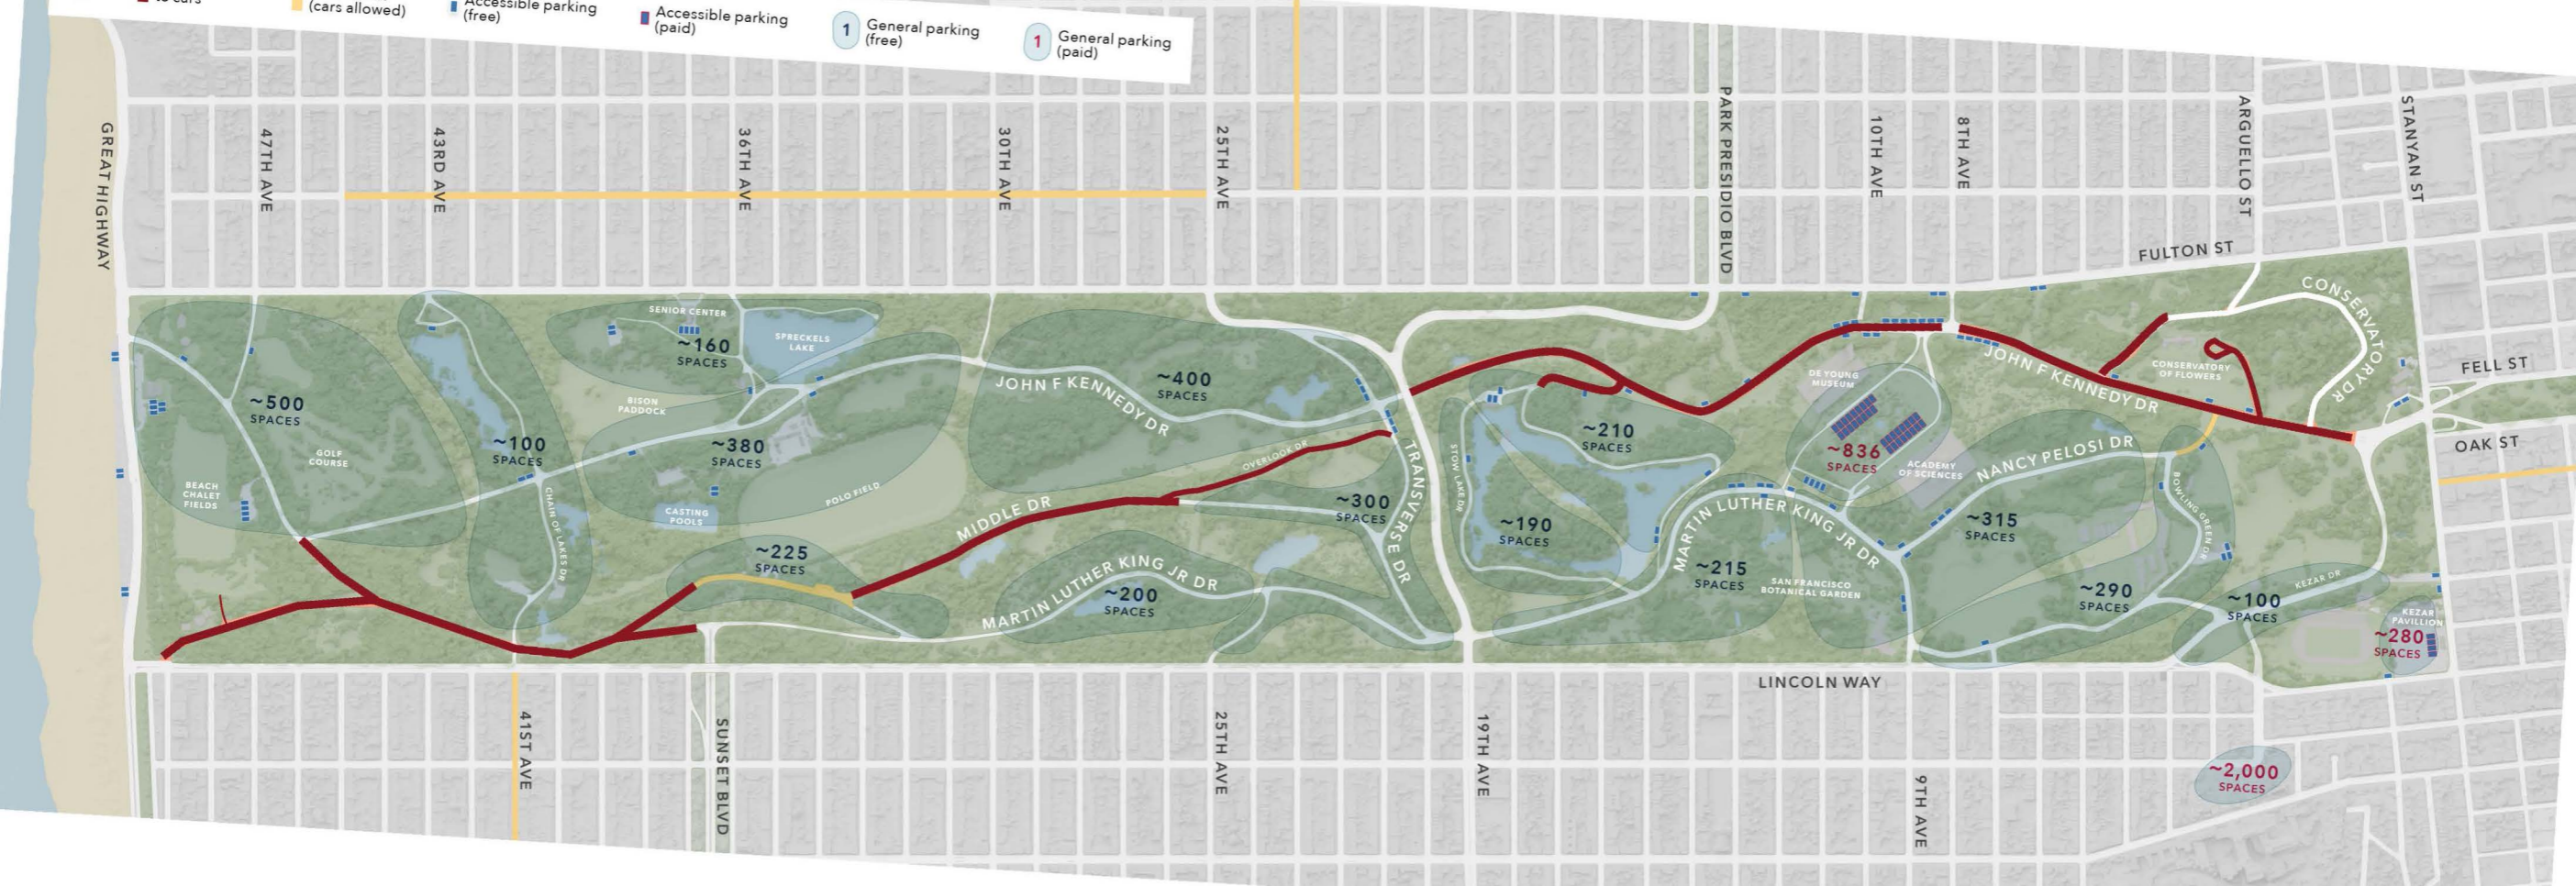 to cars
(cars allowed)
Accessible parking
(free)
Accessible parking
(paid)
1
General parking
(free)
1
General parking
(paid)
GREAT HIGHWAY
47TH AVE
43RD AVE
36TH AVE
30TH AVE
25TH AVE
PARK PRESIDIO BLVD
10TH AVE
8TH AVE
ARGUELLO ST
STANYAN ST
FULTON ST
CONSERVATORY DR
FELL ST
OAK ST
SENIOR CENTER
~160
SPACES
SPRECKELS
LAKE
BISON
PADDOCK
~500
SPACES
GOLF
COURSE
BEACH
CHALET
FIELDS
~100
SPACES
CHAIN OF LAKES DR
~380
SPACES
CASTING
POOLS
POLO FIELD
~225
SPACES
JOHN F KENNEDY DR
~400
SPACES
OVERLOOK DR
MIDDLE DR
~300
SPACES
TRANSVERSE DR
MARTIN LUTHER KING JR DR
~200
SPACES
STOW LAKE DR
~210
SPACES
~190
SPACES
DE YOUNG
MUSEUM
~836
SPACES
ACADEMY
OF SCIENCES
MARTIN LUTHER KING JR DR
~215
SPACES
SAN FRANCISCO
BOTANICAL GARDEN
JOHN F KENNEDY DR
CONSERVATORY
OF FLOWERS
NANCY PELOSI DR
~315
SPACES
BOWLING GREEN DR
~290
SPACES
~100
SPACES
KEZAR DR
KEZAR
PAVILLION
~280
SPACES
LINCOLN WAY
41ST AVE
SUNSET BLVD
25TH AVE
19TH AVE
9TH AVE
~2,000
SPACES